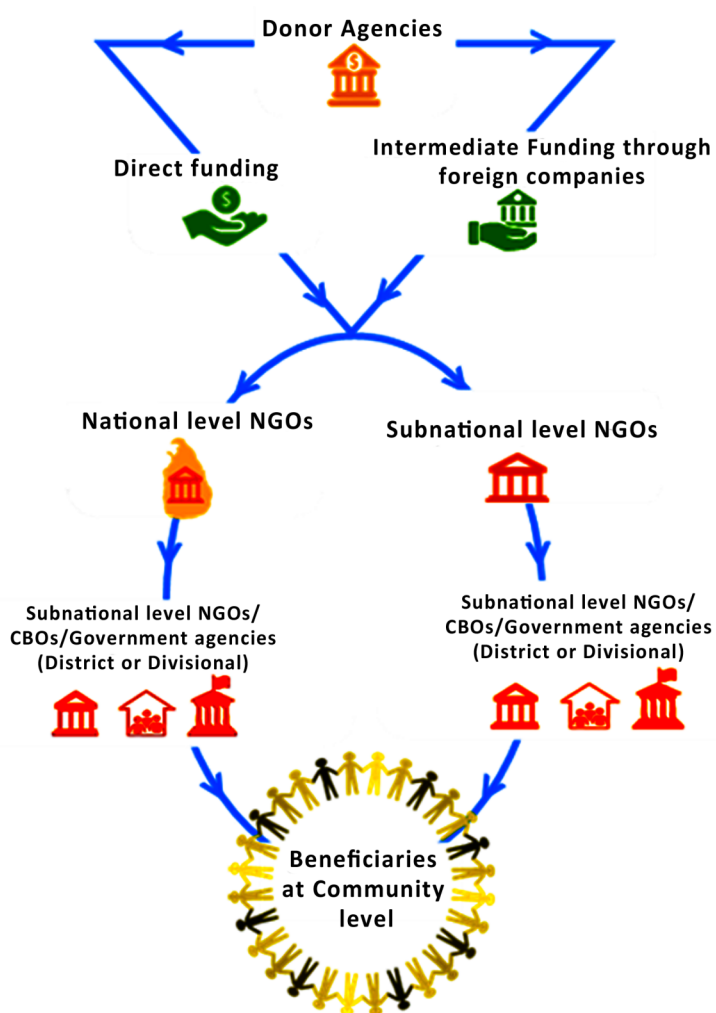 Donor Agencies
$
Direct funding
$
Intermediate Funding through
foreign companies
National level NGOs
Subnational level NGOs
Subnational level NGOs/
CBOs/Government agencies
(District or Divisional)
Subnational level NGOs/
CBOs/Government agencies
(District or Divisional)
Beneficiaries
at Community
level